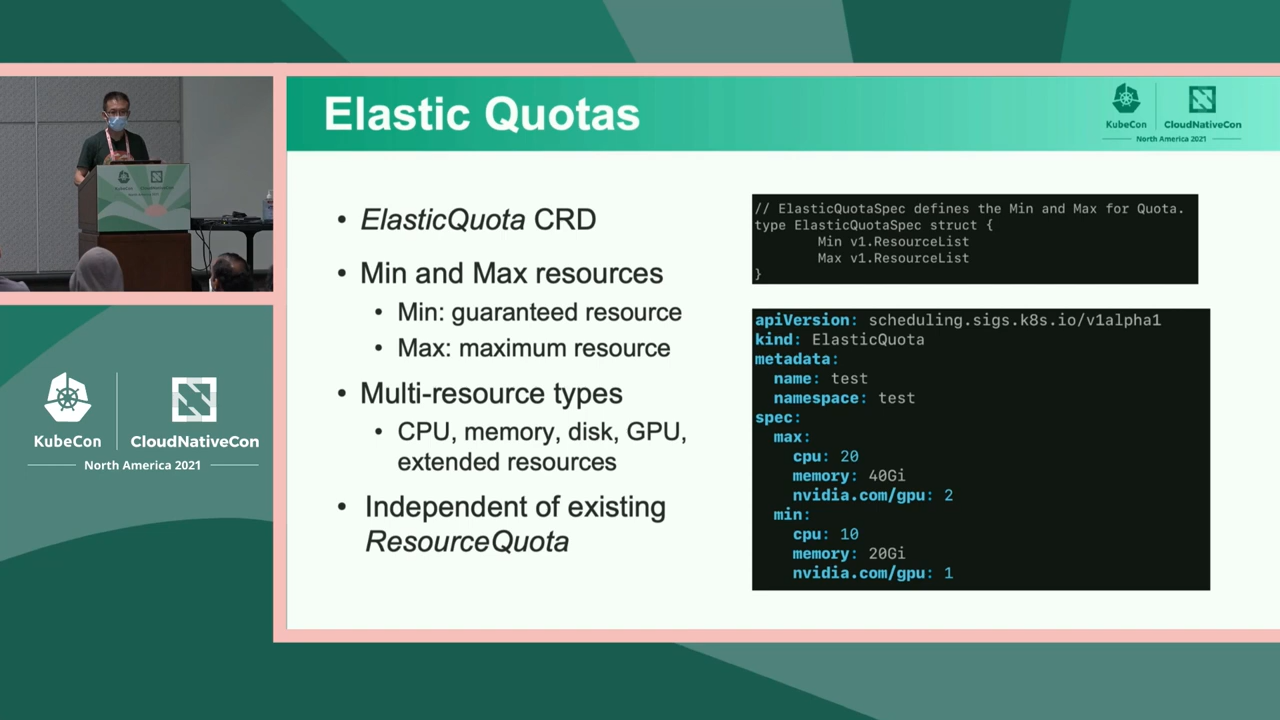 Elastic Quotas
KubeCon
CloudNativeCon
North America 2021
• ElasticQuota CRD
• Min and Max resources
• Min: guaranteed resource
• Max: maximum resource
• Multi-resource types
• CPU, memory, disk, GPU,
extended resources
• Independent of existing
ResourceQuota
// ElasticQuotaSpec defines the Min and Max for Quota.
type ElasticQuotaSpec struct {
Min v1.ResourceList
Max v1.ResourceList
}
apiVersion: scheduling.sigs.k8s.io/v1alpha1
kind: ElasticQuota
metadata:
name: test
namespace: test
spec:
max:
cpu: 20
memory: 40Gi
nvidia.com/gpu: 2
min:
cpu: 10
memory: 20Gi
nvidia.com/gpu: 1
KubeCon
CloudNativeCon
North America 2021